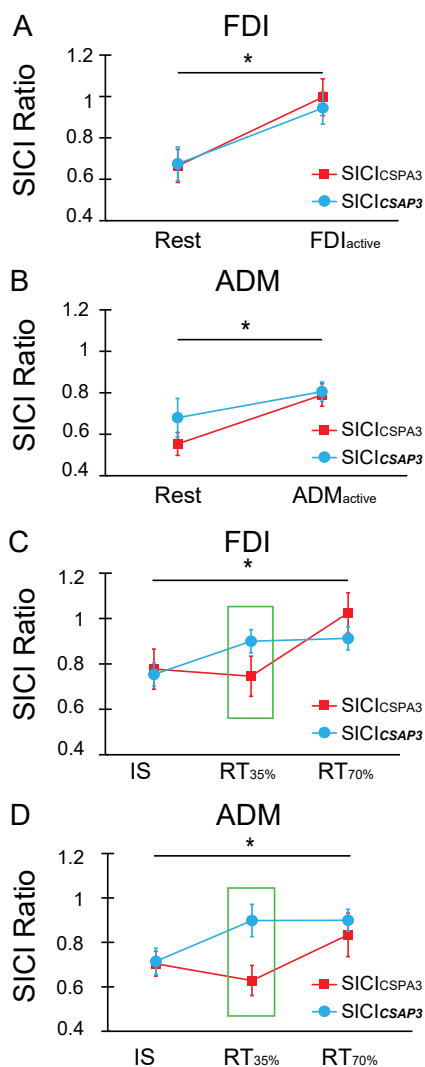 A
FDI
SICI Ratio
1.2
1
0.8
0.6
0.4
*
SICICSPA3
SICICSAP3
Rest
FDIactive
B
ADM
SICI Ratio
1.2
1
0.8
0.6
0.4
*
SICICSPA3
SICICSAP3
Rest
ADMactive
C
FDI
SICI Ratio
1.2
1
0.8
0.6
0.4
*
SICICSPA3
SICICSAP3
IS
RT35%
RT70%
D
ADM
SICI Ratio
1.2
1
0.8
0.6
0.4
*
SICICSPA3
SICICSAP3
IS
RT35%
RT70%